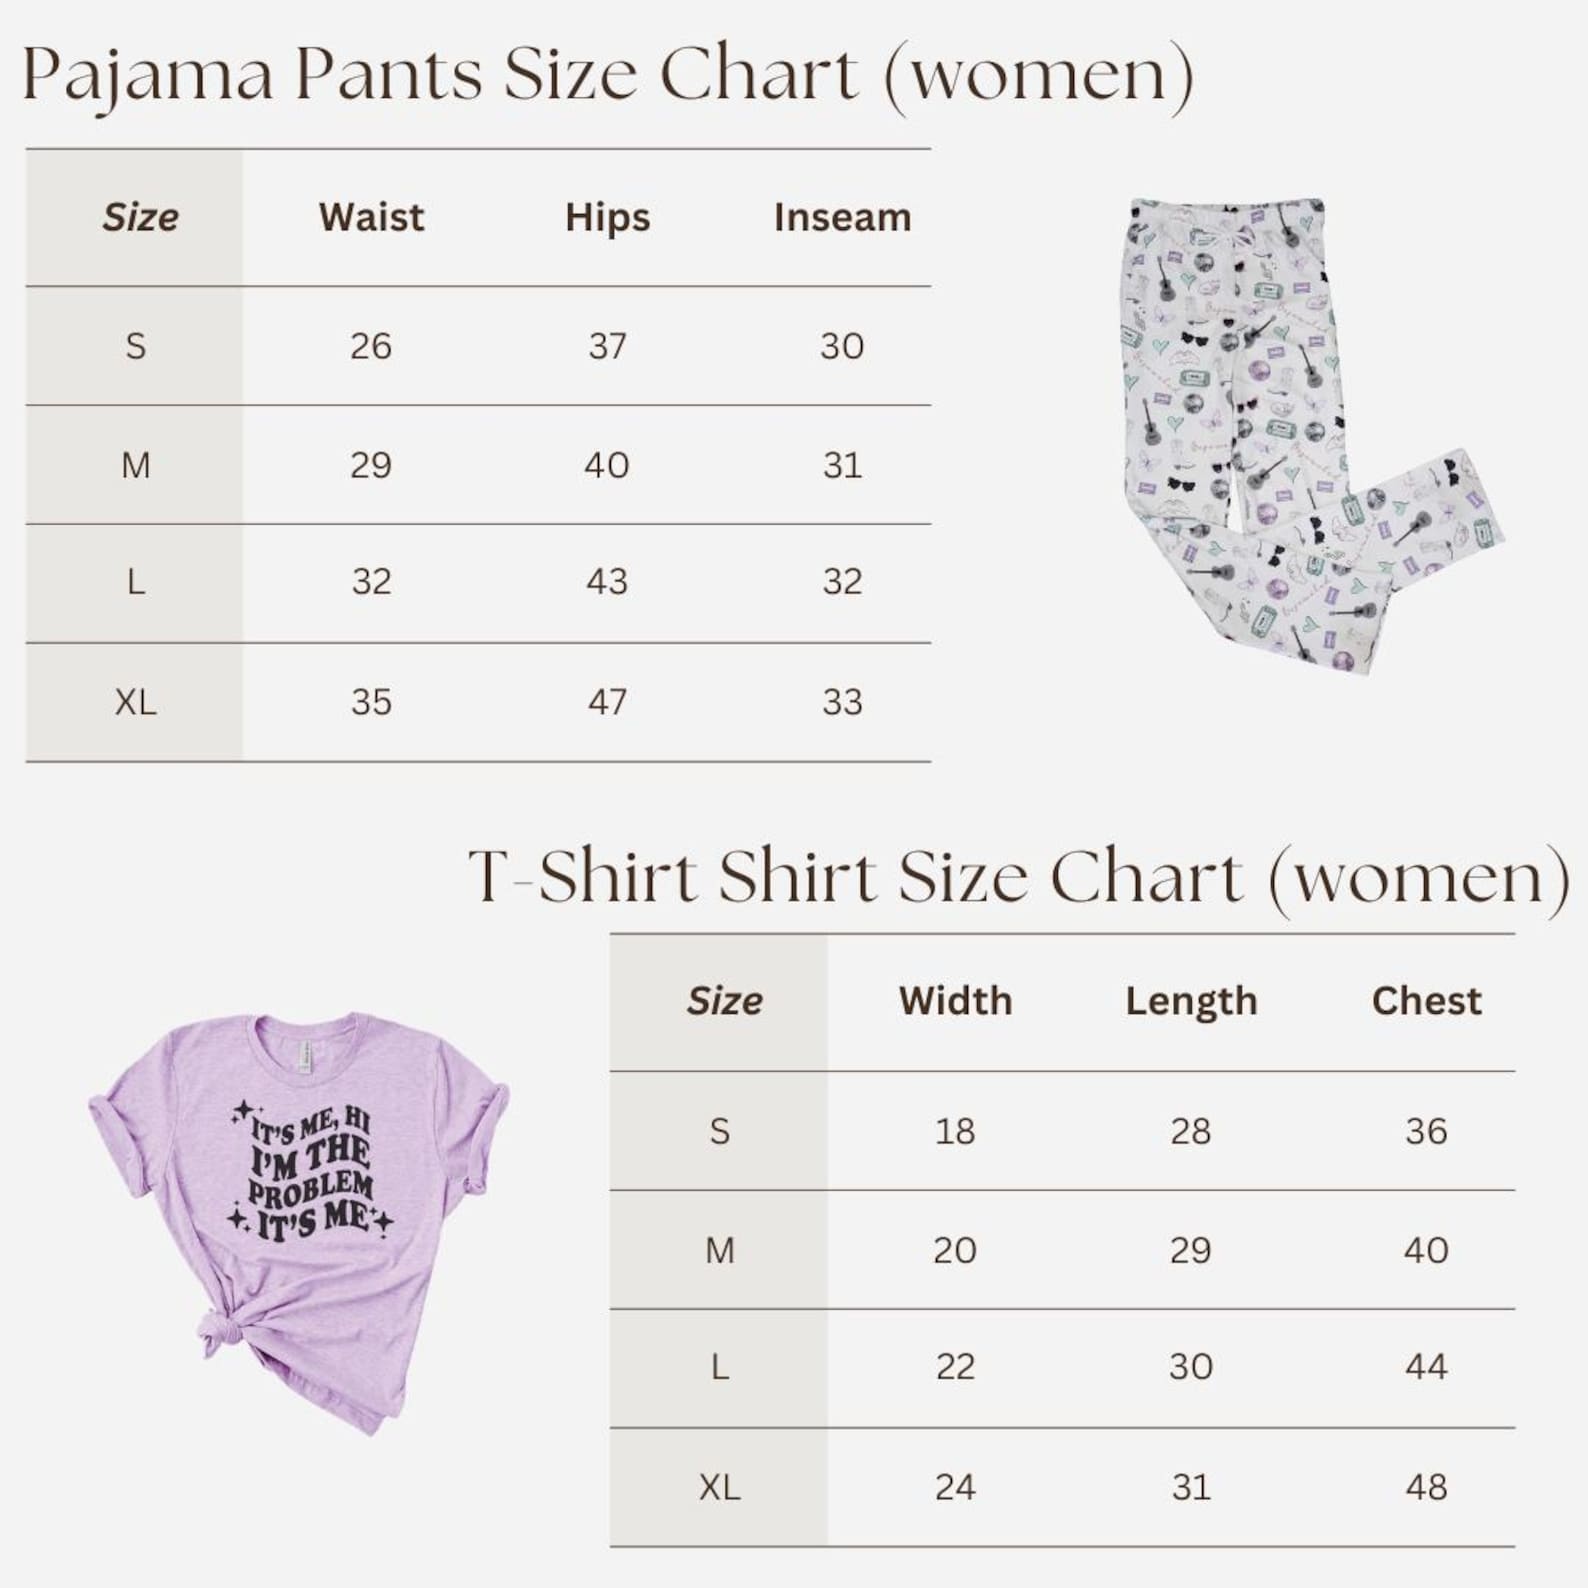 Pajama Pants Size Chart (women)
Size Waist Hips Inseam
S 26 37 30
M 29 40 31
L 32 43 32
XL 35 47 33
T-Shirt Shirt Size Chart (women)
Size Width Length Chest
S 18 28 36
M 20 29 40
L 22 30 44
XL 24 31 48
IT'S ME, HI
I'M THE
PROBLEM
IT'S ME